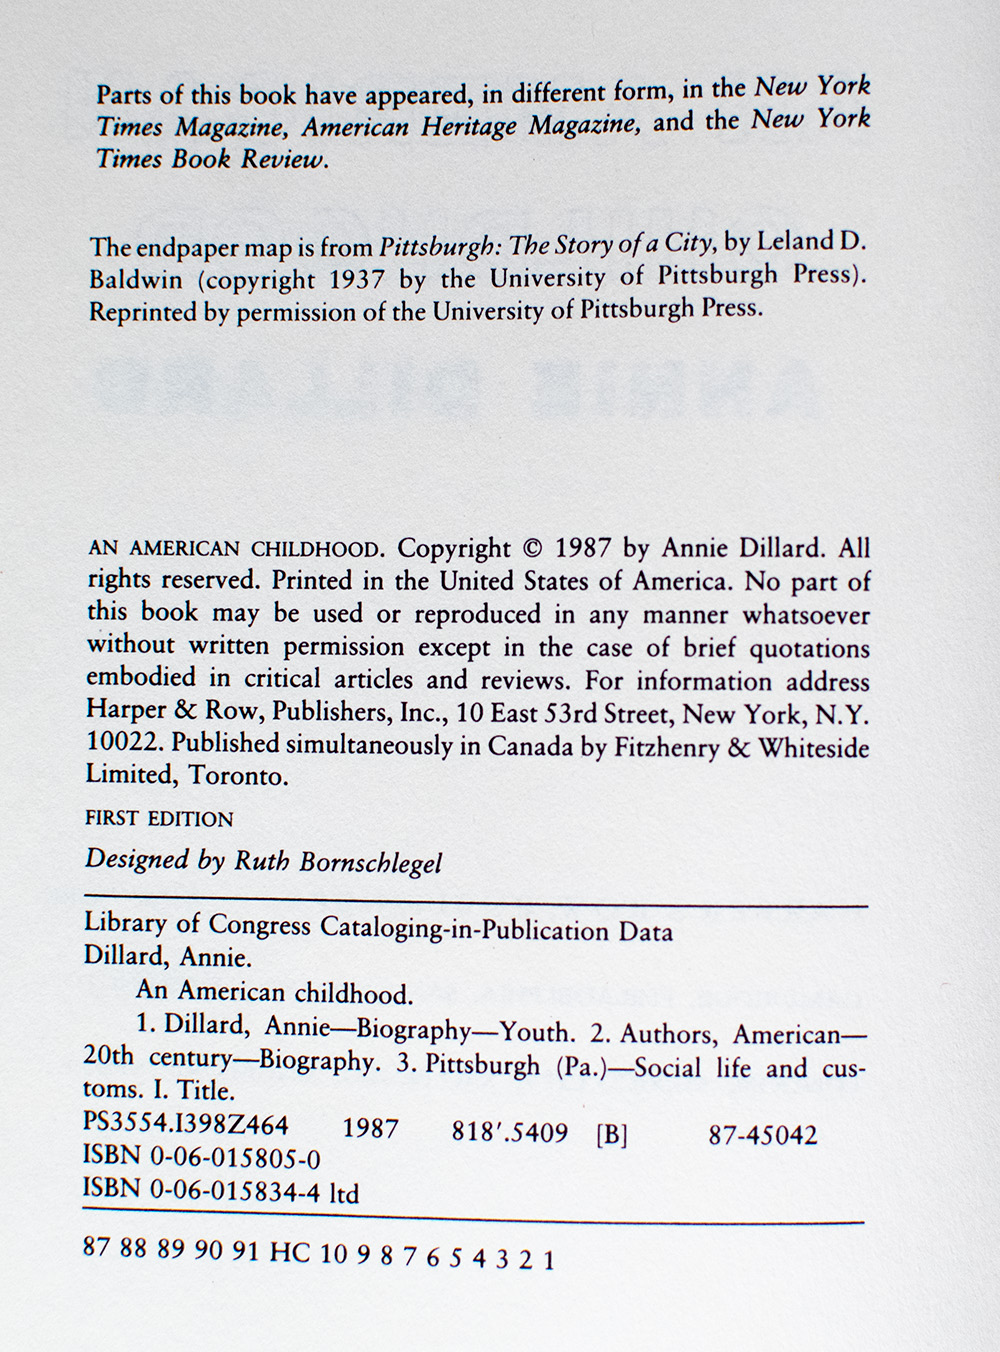 Parts of this book have appeared, in different form, in the New York
Times Magazine, American Heritage Magazine, and the New York
Times Book Review.
The endpaper map is from Pittsburgh: The Story of a City, by Leland D.
Baldwin (copyright 1937 by the University of Pittsburgh Press).
Reprinted by permission of the University of Pittsburgh Press.
AN AMERICAN CHILDHOOD. Copyright © 1987 by Annie Dillard. All
rights reserved. Printed in the United States of America. No part of
this book may be used or reproduced in any manner whatsoever
without written permission except in the case of brief quotations
embodied in critical articles and reviews. For information address
Harper & Row, Publishers, Inc., 10 East 53rd Street, New York, N.Y.
10022. Published simultaneously in Canada by Fitzhenry & Whiteside
Limited, Toronto.
FIRST EDITION
Designed by Ruth Bornschlegel
Library of Congress Cataloging-in-Publication Data
Dillard, Annie.
An American childhood.
1. Dillard, Annie—Biography—Youth. 2. Authors, American—
20th century—Biography. 3. Pittsburgh (Pa.)—Social life and cus-
toms. I. Title.
PS3554.I398Z464 1987 818′.5409 [B] 87-45042
ISBN 0-06-015805-0
ISBN 0-06-015834-4 ltd
87 88 89 90 91 HC 10 9 8 7 6 5 4 3 2 1